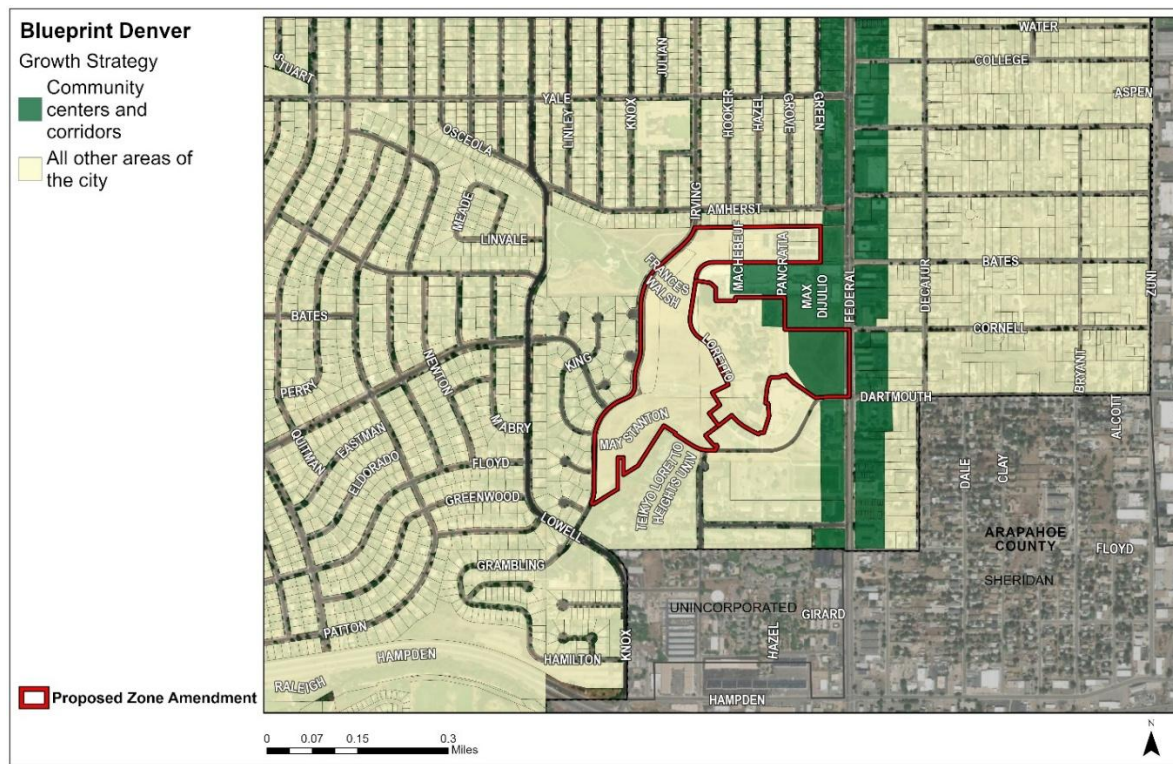 Blueprint Denver
Growth Strategy
Community
centers and
corridors
All other areas of
the city
Proposed Zone Amendment
STUART
YALE
OSCEOLA
MEADE
LINVALE
LINLEY
KNOX
JULIAN
HOOKER
HAZEL
GROVE
GREEN
WATER
COLLEGE
ASPEN
IRVING
AMHERST
FRANCES
WALSH
MACHEBEUF
PANCRATIA
MAX
DIJULIO
FEDERAL
DECATUR
BATES
ZUNI
CORNELL
BRYANT
BATES
PERRY
NEWTON
KING
LORETTO
DARTMOUTH
ALCOTT
QUITMAN
EASTMAN
ELDORADO
MABRY
MAY STANTON
FLOYD
GREENWOOD
TEIKYO LORETTO
HEIGHTS UNIV
DALE
CLAY
LOWELL
ARAPAHOE
COUNTY
FLOYD
SHERIDAN
GRAMBLING
UNINCORPORATED
GIRARD
PATTON
HAMPDEN
HAMILTON
KNOX
HAZEL
RALEIGH
HAMPDEN
0 0.07 0.15 0.3
Miles
N